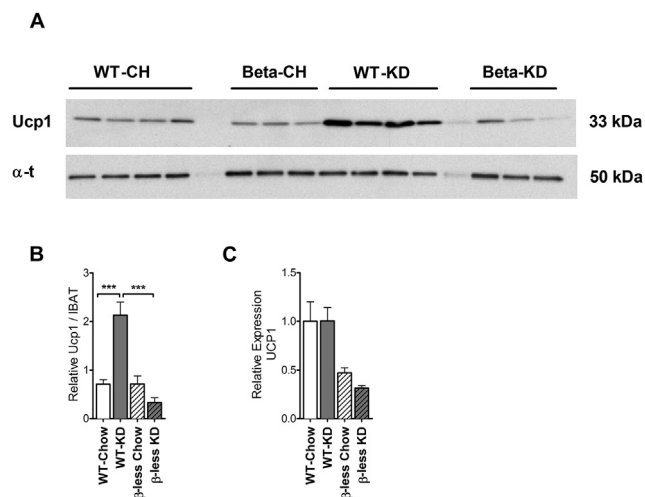 A
WT-CH Beta-CH WT-KD Beta-KD
Ucp1 33 kDa
α-t 50 kDa
B
Relative Ucp1 / IBAT
3
2
1
0
*** ***
WT-Chow
WT-KD
β-less Chow
β-less KD
C
Relative Expression
UCP1
1.5
1.0
0.5
0.0
WT-Chow
WT-KD
β-less Chow
β-less KD